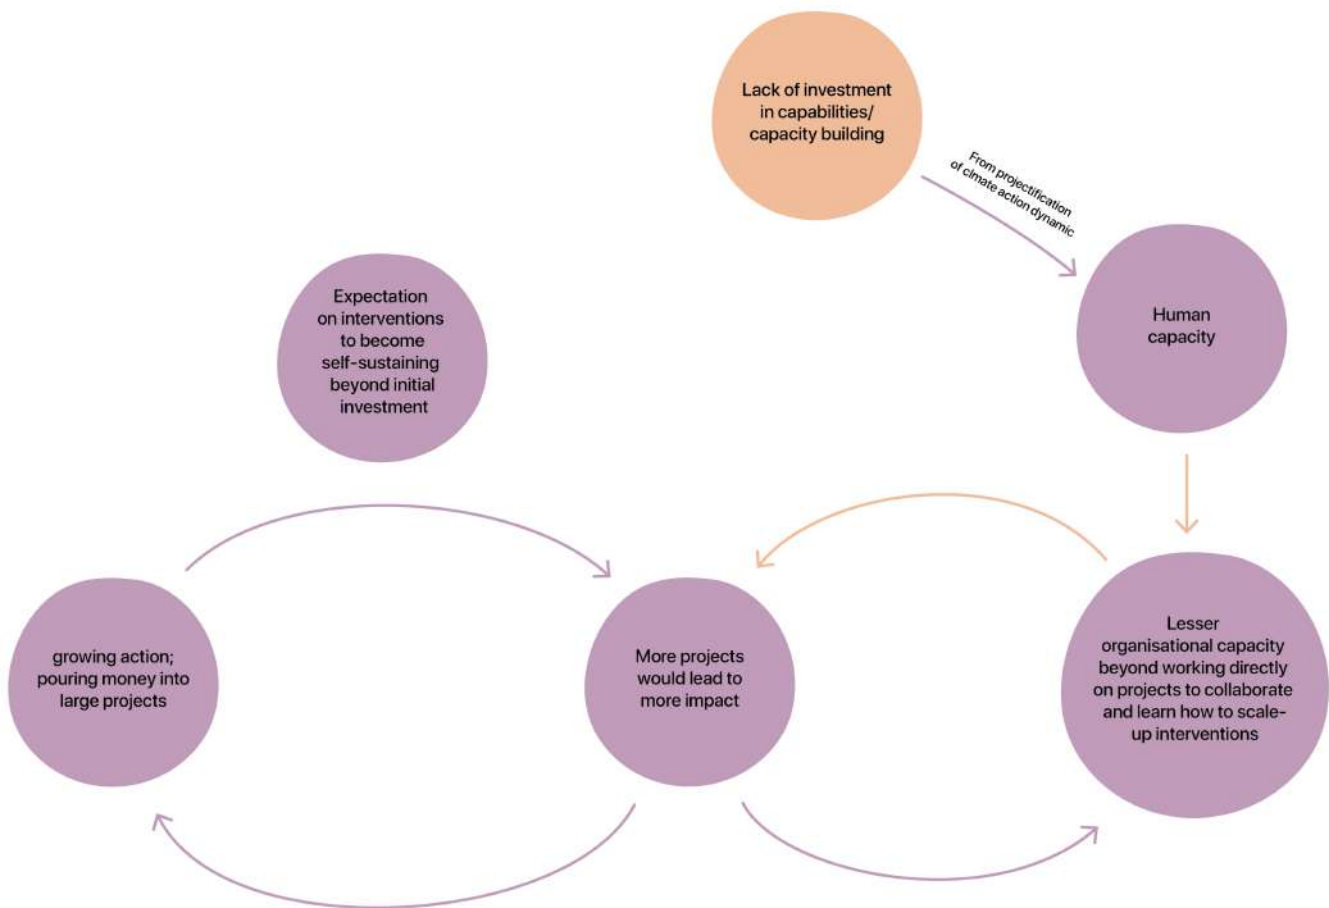 Lack of investment
in capabilities/
capacity building
From projectification
of cimate action dynamic
Human
capacity
Expectation
on interventions
to become
self-sustaining
beyond initial
investment
growing action;
pouring money into
large projects
More projects
would lead to
more impact
Lesser
organisational capacity
beyond working directly
on projects to collaborate
and learn how to scale-
up interventions